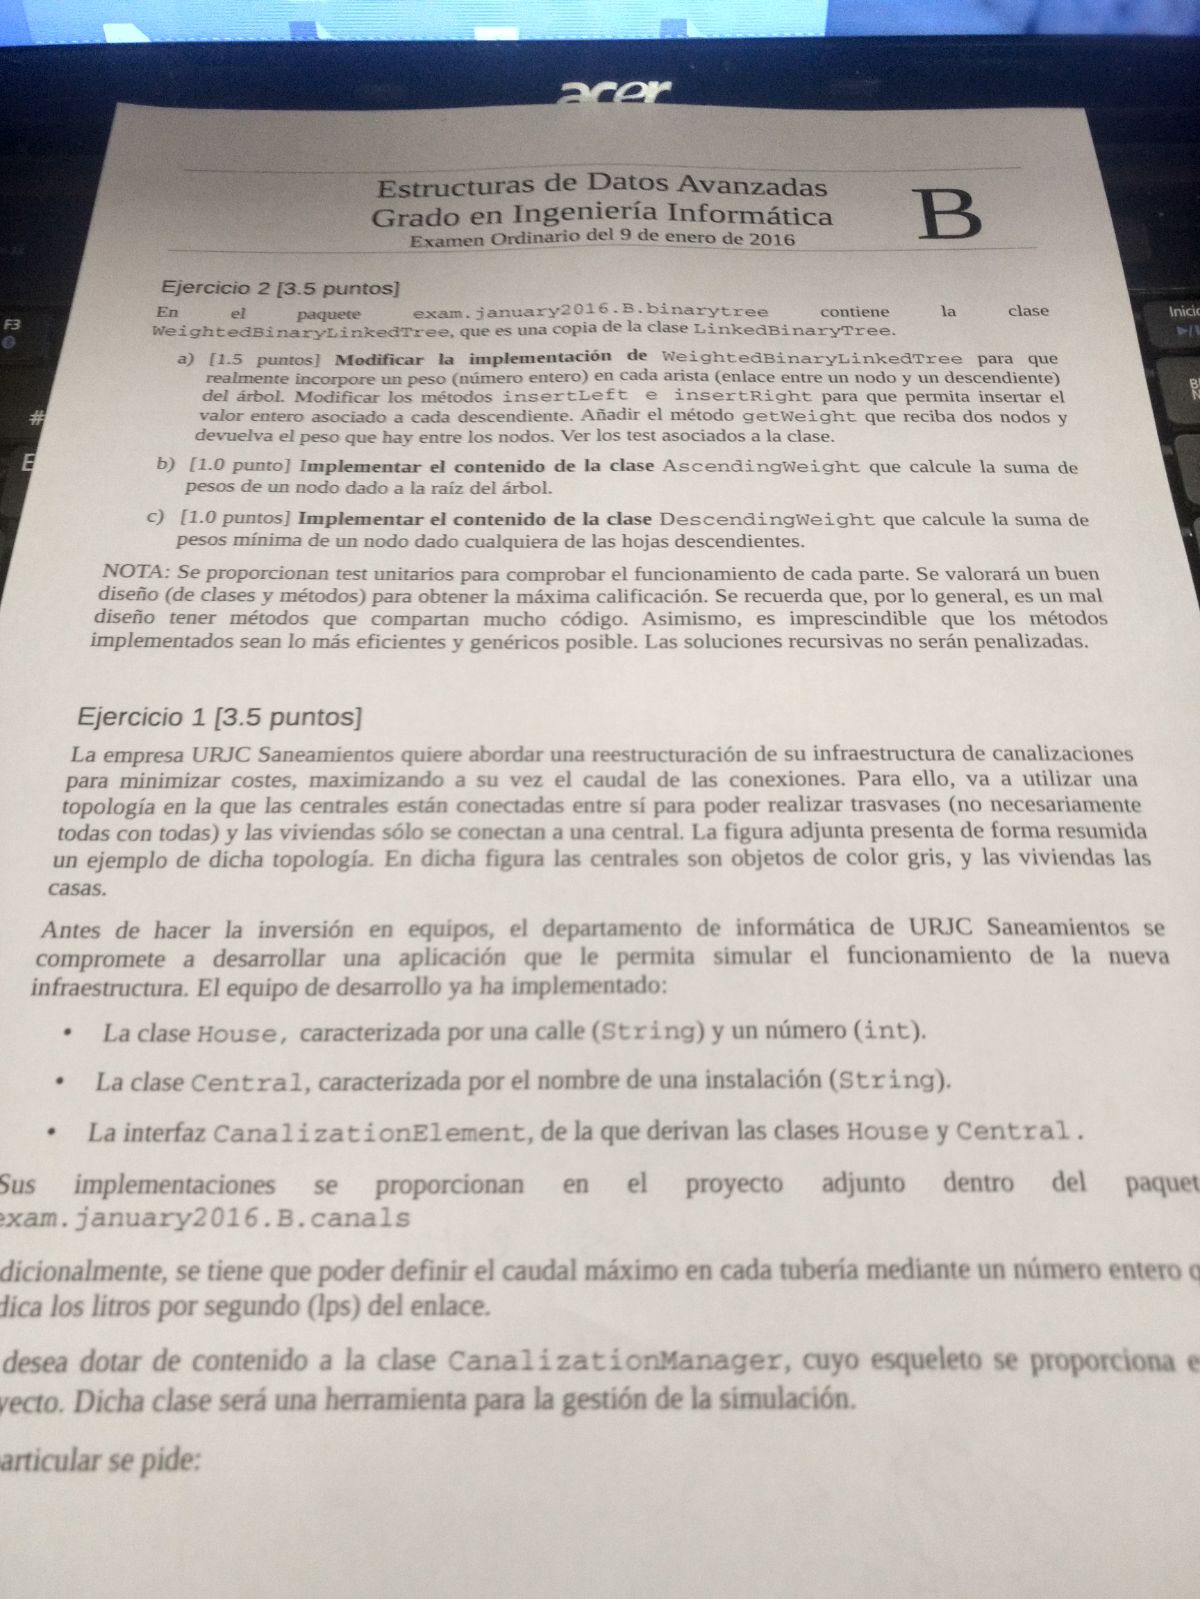 acer
Estructuras de Datos Avanzadas
Grado en Ingeniería Informática
Examen Ordinario del 9 de enero de 2016
B
F3
#
E
Inicio
Ejercicio 2 [3.5 puntos]
En el paquete exam.january2016.B.binarytree contiene la clase
WeightedBinaryLinkedTree, que es una copia de la clase LinkedBinaryTree.
a) [1.5 puntos] Modificar la implementación de WeightedBinaryLinkedTree para que
realmente incorpore un peso (número entero) en cada arista (enlace entre un nodo y un descendiente)
del árbol. Modificar los métodos insertLeft e insertRight para que permita insertar el
valor entero asociado a cada descendiente. Añadir el método getWeight que reciba dos nodos y
devuelva el peso que hay entre los nodos. Ver los test asociados a la clase.
b) [1.0 punto] Implementar el contenido de la clase AscendingWeight que calcule la suma de
pesos de un nodo dado a la raíz del árbol.
c) [1.0 puntos] Implementar el contenido de la clase DescendingWeight que calcule la suma de
pesos mínima de un nodo dado cualquiera de las hojas descendientes.
NOTA: Se proporcionan test unitarios para comprobar el funcionamiento de cada parte. Se valorará un buen
diseño (de clases y métodos) para obtener la máxima calificación. Se recuerda que, por lo general, es un mal
diseño tener métodos que compartan mucho código. Asimismo, es imprescindible que los métodos
implementados sean lo más eficientes y genéricos posible. Las soluciones recursivas no serán penalizadas.
Ejercicio 1 [3.5 puntos]
La empresa URJC Saneamientos quiere abordar una reestructuración de su infraestructura de canalizaciones
para minimizar costes, maximizando a su vez el caudal de las conexiones. Para ello, va a utilizar una
topología en la que las centrales están conectadas entre sí para poder realizar trasvases (no necesariamente
todas con todas) y las viviendas sólo se conectan a una central. La figura adjunta presenta de forma resumida
un ejemplo de dicha topología. En dicha figura las centrales son objetos de color gris, y las viviendas las
casas.
Antes de hacer la inversión en equipos, el departamento de informática de URJC Saneamientos se
compromete a desarrollar una aplicación que le permita simular el funcionamiento de la nueva
infraestructura. El equipo de desarrollo ya ha implementado:
• La clase House, caracterizada por una calle (String) y un número (int).
• La clase Central, caracterizada por el nombre de una instalación (String).
• La interfaz CanalizationElement, de la que derivan las clases House y Central.
Sus implementaciones se proporcionan en el proyecto adjunto dentro del paquet
exam.january2016.B.canals
dicionalmente, se tiene que poder definir el caudal máximo en cada tubería mediante un número entero q
dica los litros por segundo (lps) del enlace.
desea dotar de contenido a la clase CanalizationManager, cuyo esqueleto se proporciona e
yecto. Dicha clase será una herramienta para la gestión de la simulación.
articular se pide: